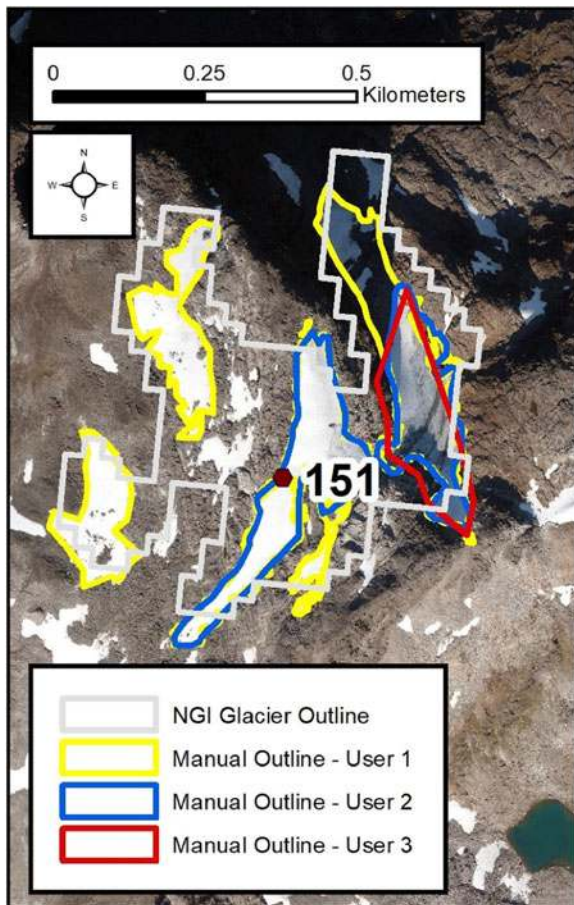 0 0.25 0.5
Kilometers
N
W E
S
151
NGI Glacier Outline
Manual Outline - User 1
Manual Outline - User 2
Manual Outline - User 3